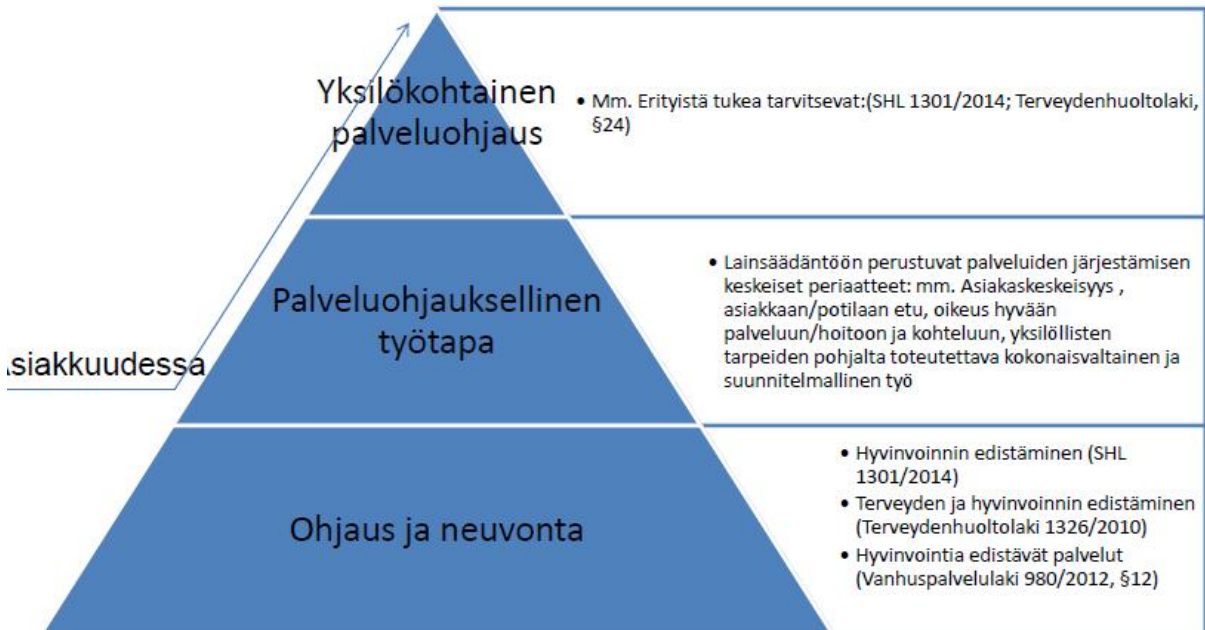 Yksilökohtainen
palveluohjaus
• Mm. Erityistä tukea tarvitsevat:(SHL 1301/2014; Terveydenhuoltolaki,
§24)
Palveluohjauksellinen
työtapa
• Lainsäädäntöön perustuvat palveluiden järjestämisen
keskeiset periaatteet: mm. Asiakaskeskeisyys ,
asiakkaan/potilaan etu, oikeus hyvään
palveluun/hoitoon ja kohteluun, yksilöllisten
tarpeiden pohjalta toteutettava kokonaisvaltainen ja
suunnitelmallinen työ
Asiakkuudessa
Ohjaus ja neuvonta
• Hyvinvoinnin edistäminen (SHL
1301/2014)
• Terveyden ja hyvinvoinnin edistäminen
(Terveydenhuoltolaki 1326/2010)
• Hyvinvointia edistävät palvelut
(Vanhuspalvelulaki 980/2012, §12)